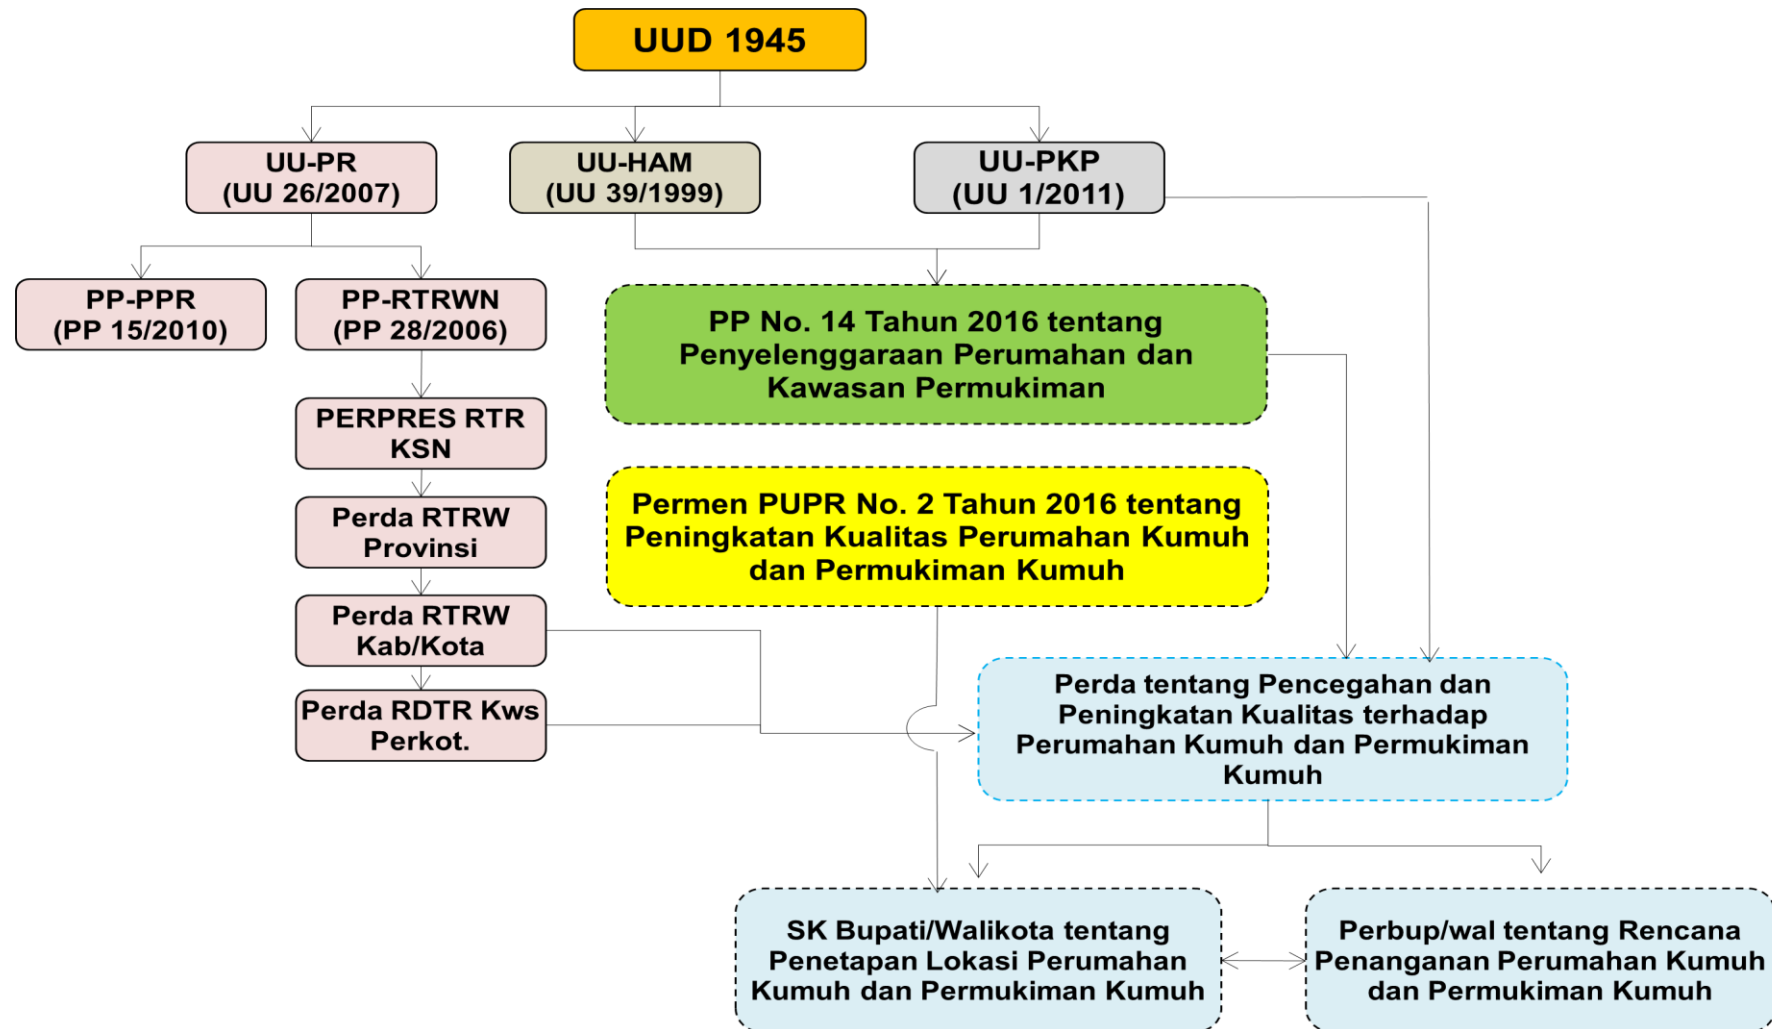 UUD 1945
UU-PR
(UU 26/2007)
UU-HAM
(UU 39/1999)
UU-PKP
(UU 1/2011)
PP-PPR
(PP 15/2010)
PP-RTRWN
(PP 28/2006)
PP No. 14 Tahun 2016 tentang
Penyelenggaraan Perumahan dan
Kawasan Permukiman
PERPRES RTR
KSN
Permen PUPR No. 2 Tahun 2016 tentang
Peningkatan Kualitas Perumahan Kumuh
dan Permukiman Kumuh
Perda RTRW
Provinsi
Perda RTRW
Kab/Kota
Perda RDTR Kws
Perkot.
Perda tentang Pencegahan dan
Peningkatan Kualitas terhadap
Perumahan Kumuh dan Permukiman
Kumuh
SK Bupati/Walikota tentang
Penetapan Lokasi Perumahan
Kumuh dan Permukiman Kumuh
Perbup/wal tentang Rencana
Penanganan Perumahan Kumuh
dan Permukiman Kumuh